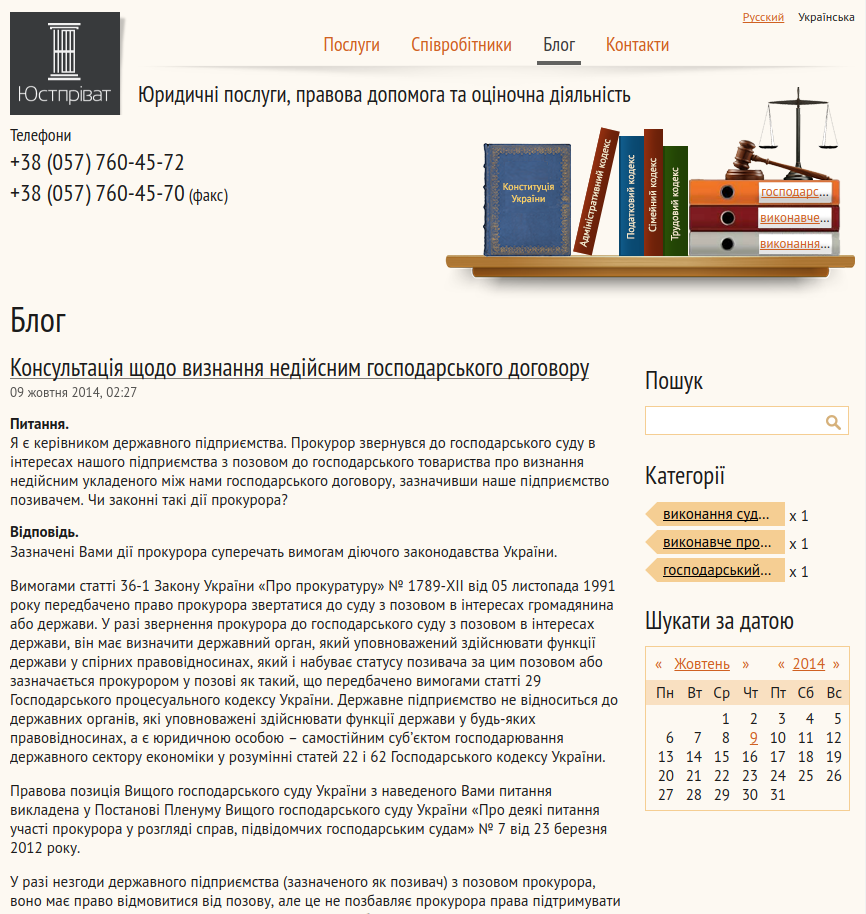 Русский Українська
Послуги Співробітники Блог Контакти
Юстпріват
Юридичні послуги, правова допомога та оціночна діяльність
Телефони
+38 (057) 760-45-72
+38 (057) 760-45-70 (факс)
Конституція
України
Адміністративний кодекс
Податковий кодекс
Сімейний кодекс
Трудовий кодекс
господарс...
виконавче...
виконання...
Блог
Консультація щодо визнання недійсним господарського договору
09 жовтня 2014, 02:27
Питання.
Я є керівником державного підприємства. Прокурор звернувся до господарського суду в
інтересах нашого підприємства з позовом до господарського товариства про визнання
недійсним укладеного між нами господарського договору, зазначивши наше підприємство
позивачем. Чи законні такі дії прокурора?
Відповідь.
Зазначені Вами дії прокурора суперечать вимогам діючого законодавства України.
Вимогами статті 36-1 Закону України «Про прокуратуру» № 1789-XII від 05 листопада 1991
року передбачено право прокурора звертатися до суду з позовом в інтересах громадянина
або держави. У разі звернення прокурора до господарського суду з позовом в інтересах
держави, він має визначити державний орган, який уповноважений здійснювати функції
держави у спірних правовідносинах, який і набуває статусу позивача за цим позовом або
зазначається прокурором у позові як такий, що передбачено вимогами статті 29
Господарського процесуального кодексу України. Державне підприємство не відноситься до
державних органів, які уповноважені здійснювати функції держави у будь-яких
правовідносинах, а є юридичною особою – самостійним суб’єктом господарювання
державного сектору економіки у розумінні статей 22 і 62 Господарського кодексу України.
Правова позиція Вищого господарського суду України з наведеного Вами питання
викладена у Постанові Пленуму Вищого господарського суду України «Про деякі питання
участі прокурора у розгляді справ, підвідомчих господарським судам» № 7 від 23 березня
2012 року.
У разі незгоди державного підприємства (зазначеного як позивач) з позовом прокурора,
воно має право відмовитися від позову, але це не позбавляє прокурора права підтримувати
Пошук
Категорії
виконання суд... x 1
виконавче про... x 1
господарський... x 1
Шукати за датою
« Жовтень » « 2014 »
Пн Вт Ср Чт Пт Сб Вс
1 2 3 4 5
6 7 8 9 10 11 12
13 14 15 16 17 18 19
20 21 22 23 24 25 26
27 28 29 30 31